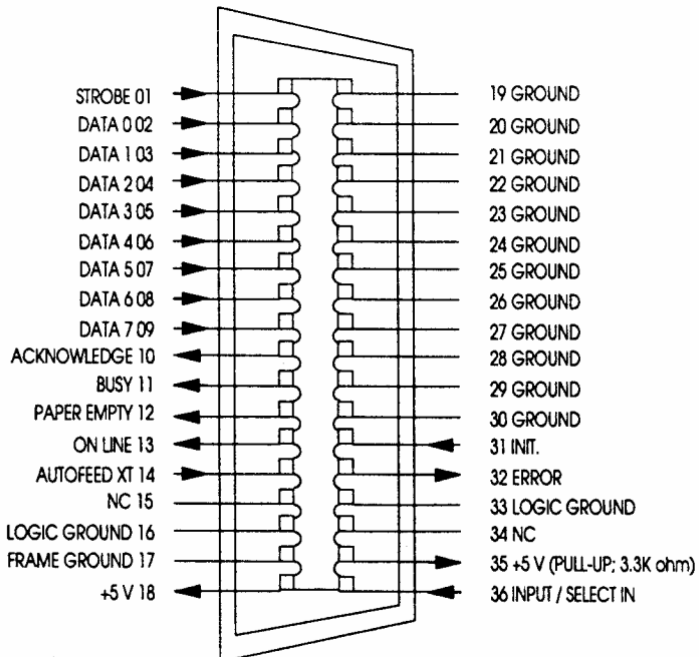 STROBE 01
DATA 0 02
DATA 1 03
DATA 2 04
DATA 3 05
DATA 4 06
DATA 5 07
DATA 6 08
DATA 7 09
ACKNOWLEDGE 10
BUSY 11
PAPER EMPTY 12
ON LINE 13
AUTOFEED XT 14
NC 15
LOGIC GROUND 16
FRAME GROUND 17
+5 V 18
19 GROUND
20 GROUND
21 GROUND
22 GROUND
23 GROUND
24 GROUND
25 GROUND
26 GROUND
27 GROUND
28 GROUND
29 GROUND
30 GROUND
31 INIT.
32 ERROR
33 LOGIC GROUND
34 NC
35 +5 V (PULL-UP; 3.3K ohm)
36 INPUT / SELECT IN